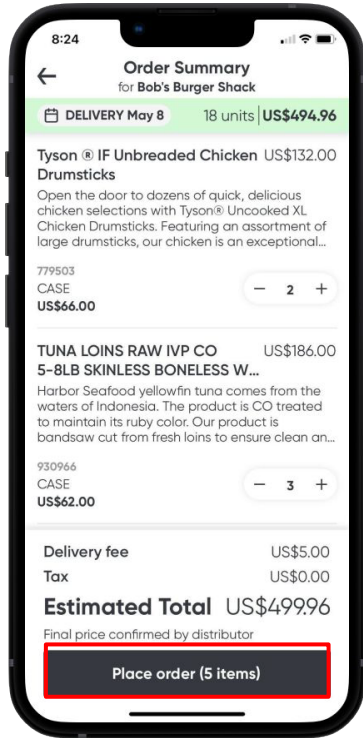 8:24
Order Summary
for Bob's Burger Shack
DELIVERY May 8 18 units | US$494.96
Tyson ® IF Unbreaded Chicken US$132.00
Drumsticks
Open the door to dozens of quick, delicious
chicken selections with Tyson® Uncooked XL
Chicken Drumsticks. Featuring an assortment of
large drumsticks, our chicken is an exceptional...
779503
CASE
US$66.00
− 2 +
TUNA LOINS RAW IVP CO US$186.00
5-8LB SKINLESS BONELESS W...
Harbor Seafood yellowfin tuna comes from the
waters of Indonesia. The product is CO treated
to maintain its ruby color. Our product is
bandsaw cut from fresh loins to ensure clean an...
930966
CASE
US$62.00
− 3 +
Delivery fee US$5.00
Tax US$0.00
Estimated Total US$499.96
Final price confirmed by distributor
Place order (5 items)